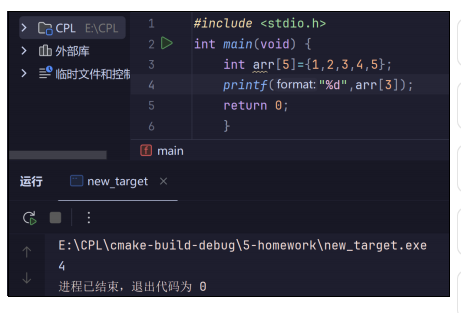 CPL E:\CPL
外部库
临时文件和控制
1 #include <stdio.h>
2 int main(void) {
3 int arr[5]={1,2,3,4,5};
4 printf(format:"%d",arr[3]);
5 return 0;
6 }
f main
运行 new_target ×
E:\CPL\cmake-build-debug\5-homework\new_target.exe
4
进程已结束，退出代码为 0